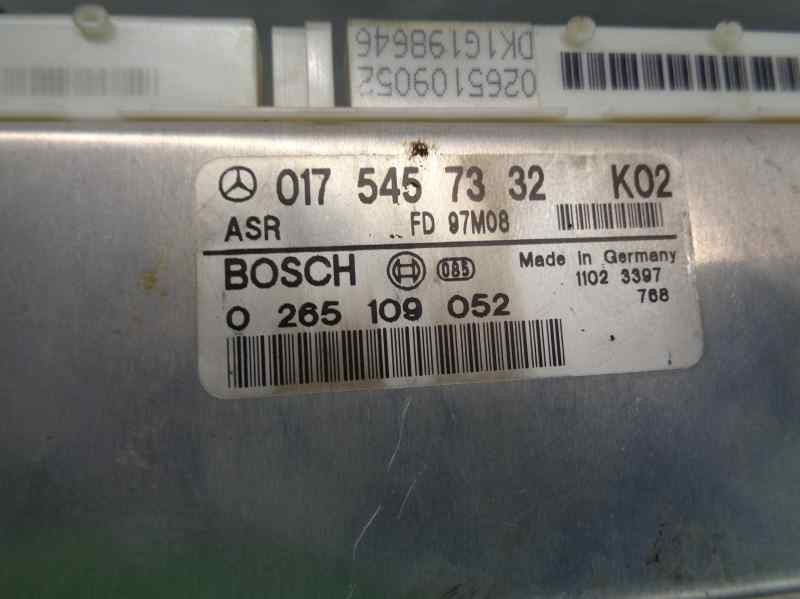 0265109052
DK1G198646
017 545 73 32 K02
ASR FD 97M08
BOSCH 085 Made in Germany
0 265 109 052 1102 3397
768